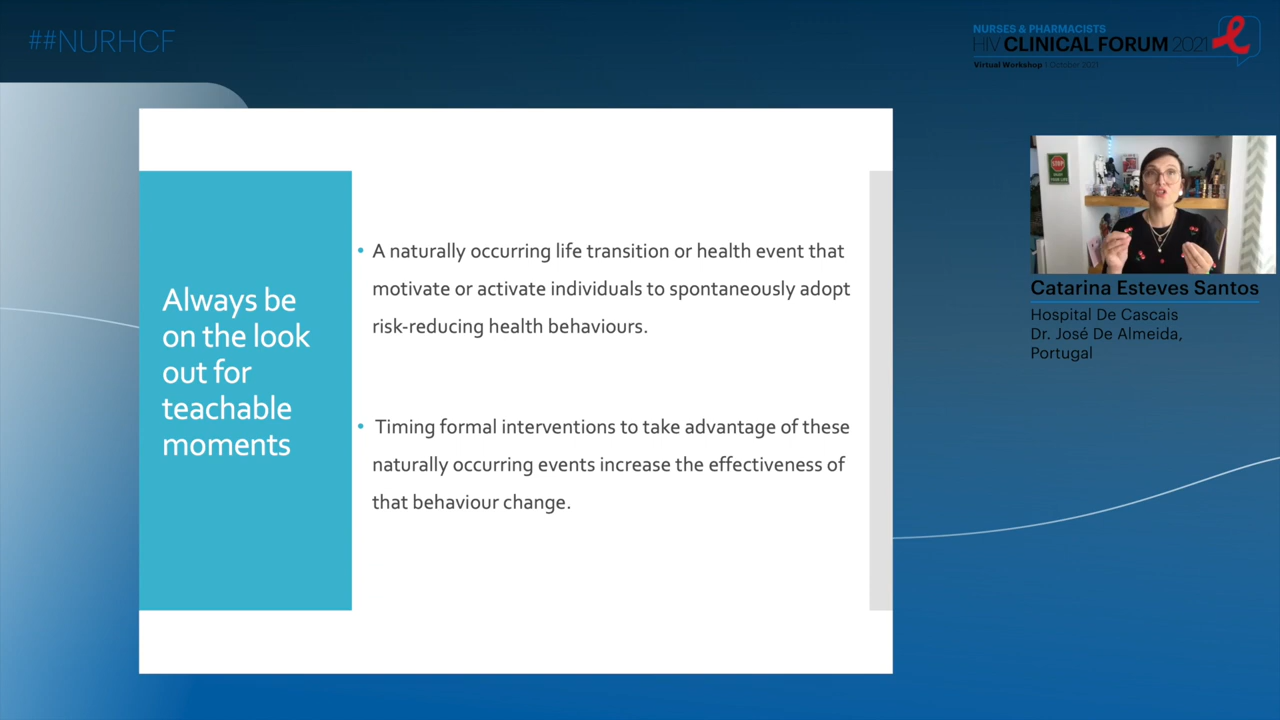 ##NURHCF
NURSES & PHARMACISTS
HIV CLINICAL FORUM 2021
Virtual Workshop | October 2021
Always be
on the look
out for
teachable
moments
• A naturally occurring life transition or health event that
motivate or activate individuals to spontaneously adopt
risk-reducing health behaviours.
• Timing formal interventions to take advantage of these
naturally occurring events increase the effectiveness of
that behaviour change.
STOP
Catarina Esteves Santos
Hospital De Cascais
Dr. José De Almeida,
Portugal